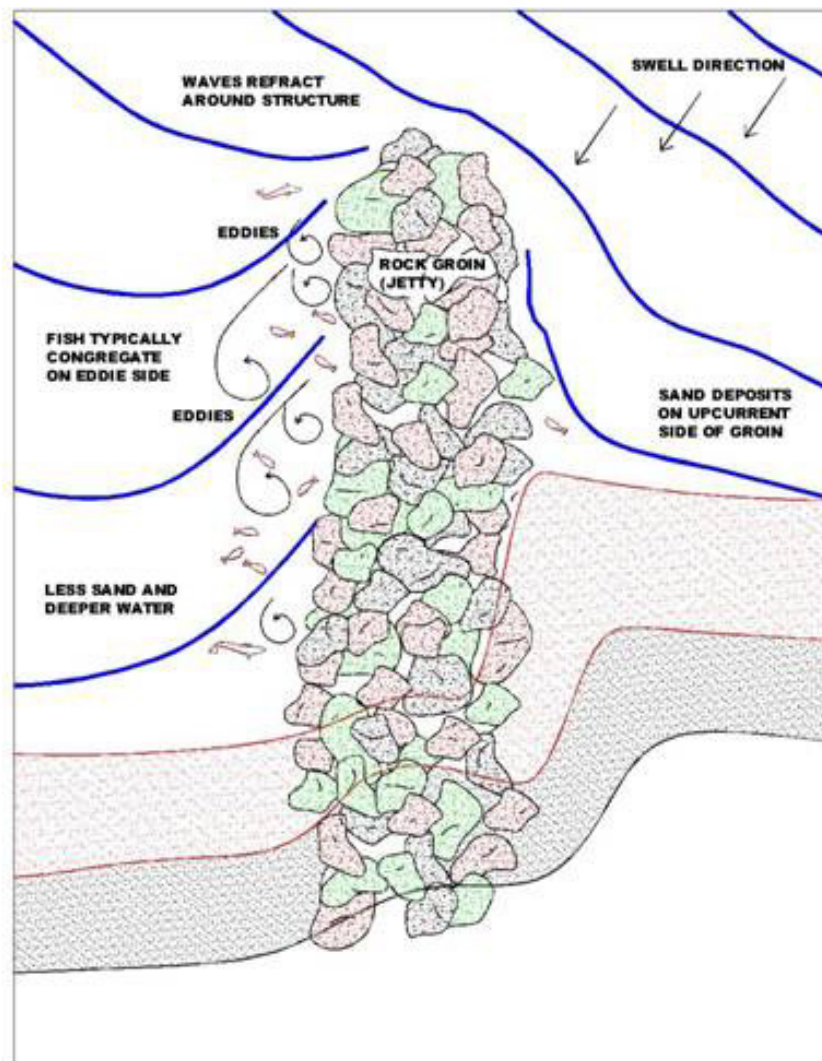 WAVES REFRACT
AROUND STRUCTURE
SWELL DIRECTION
EDDIES
ROCK GROIN
(JETTY)
FISH TYPICALLY
CONGREGATE
ON EDDIE SIDE
EDDIES
SAND DEPOSITS
ON UPCURRENT
SIDE OF GROIN
LESS SAND AND
DEEPER WATER